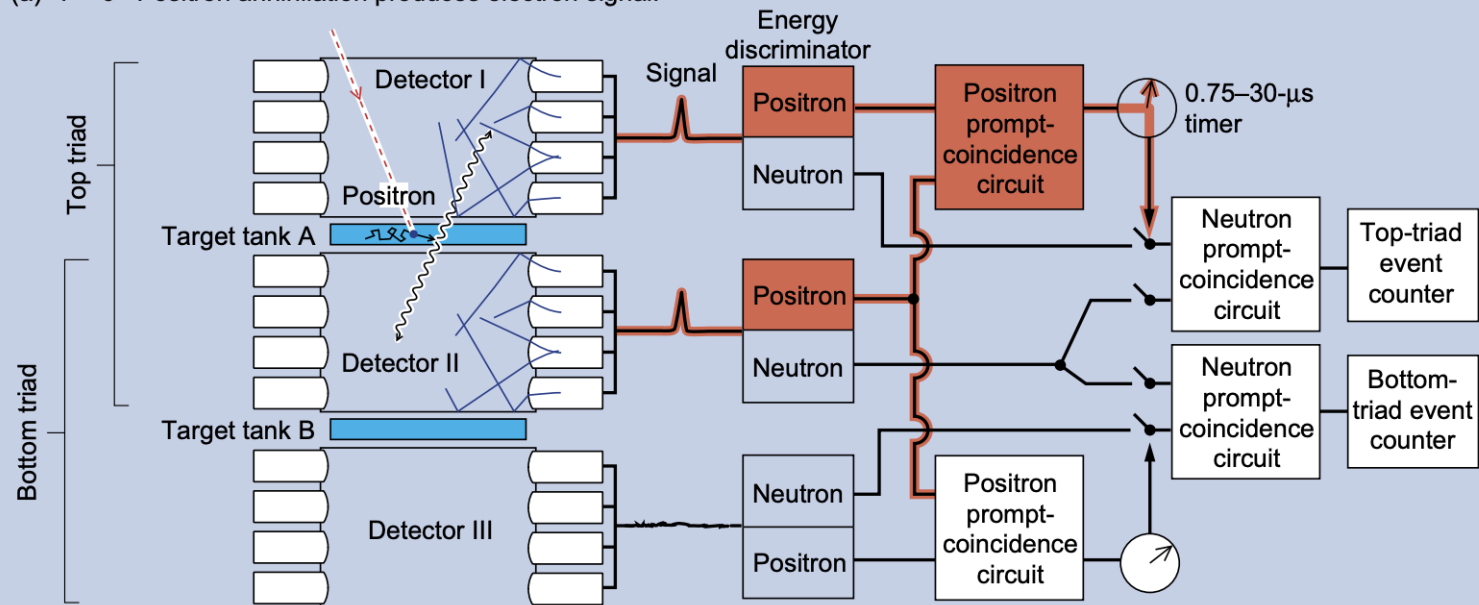 Energy
discriminator
Detector I
Signal
Positron
Positron
prompt-
coincidence
circuit
0.75–30-μs
timer
Top triad
Neutron
Positron
Target tank A
Neutron
prompt-
coincidence
circuit
Top-triad
event
counter
Positron
Detector II
Neutron
Neutron
prompt-
coincidence
circuit
Bottom-
triad event
counter
Bottom triad
Target tank B
Neutron
Positron
prompt-
coincidence
circuit
Detector III
Positron